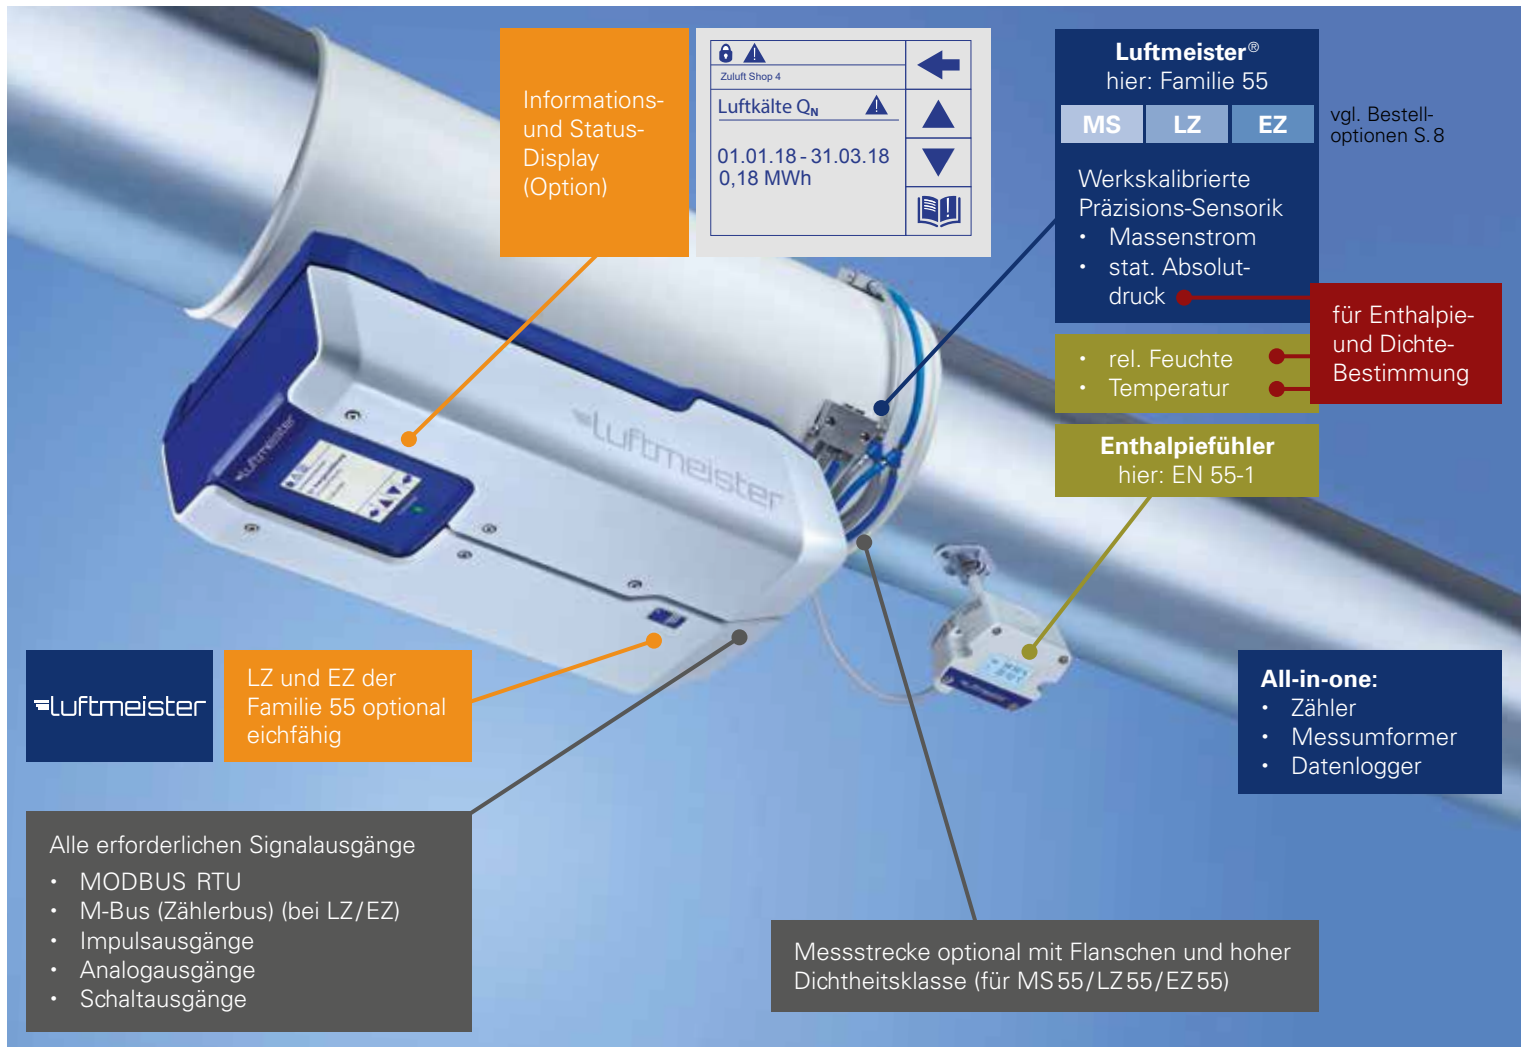 Informations-
und Status-
Display
(Option)
Zuluft Shop 4
Luftkälte QN
01.01.18 - 31.03.18
0,18 MWh
Luftmeister®
hier: Familie 55
MS LZ EZ
vgl. Bestell-
optionen S. 8
Werkskalibrierte
Präzisions-Sensorik
• Massenstrom
• stat. Absolut-
druck
• rel. Feuchte
• Temperatur
für Enthalpie-
und Dichte-
Bestimmung
Enthalpiefühler
hier: EN 55-1
luftmeister
luftmeister
luftmeister
LZ und EZ der
Familie 55 optional
eichfähig
All-in-one:
• Zähler
• Messumformer
• Datenlogger
Alle erforderlichen Signalausgänge
• MODBUS RTU
• M-Bus (Zählerbus) (bei LZ/EZ)
• Impulsausgänge
• Analogausgänge
• Schaltausgänge
Messstrecke optional mit Flanschen und hoher
Dichtheitsklasse (für MS 55/LZ 55/EZ 55)